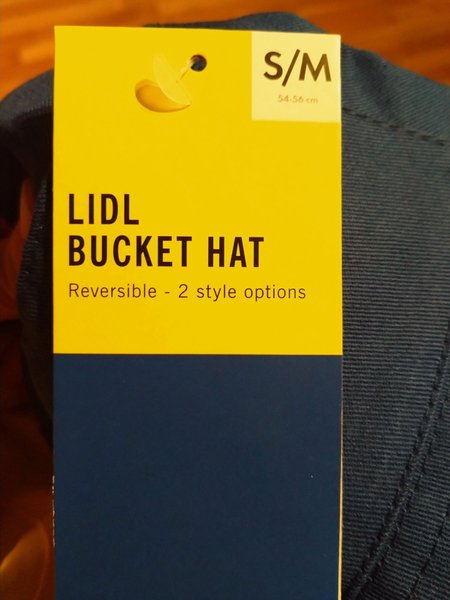 S/M
54-56 cm
LIDL
BUCKET HAT
Reversible - 2 style options